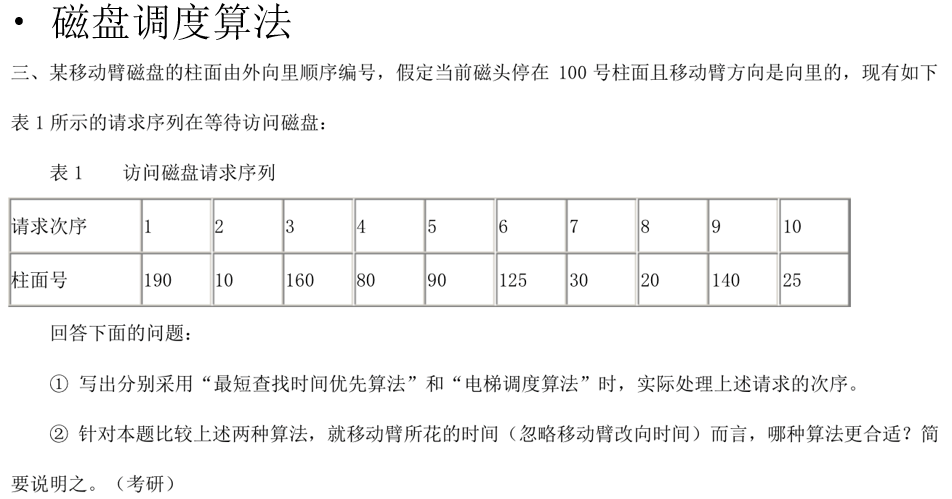 · 磁盘调度算法
三、某移动臂磁盘的柱面由外向里顺序编号，假定当前磁头停在 100 号柱面且移动臂方向是向里的，现有如下
表 1 所示的请求序列在等待访问磁盘：
表 1 访问磁盘请求序列
请求次序 1 2 3 4 5 6 7 8 9 10
柱面号 190 10 160 80 90 125 30 20 140 25
回答下面的问题：
① 写出分别采用“最短查找时间优先算法”和“电梯调度算法”时，实际处理上述请求的次序。
② 针对本题比较上述两种算法，就移动臂所花的时间（忽略移动臂改向时间）而言，哪种算法更合适？简
要说明之。（考研）